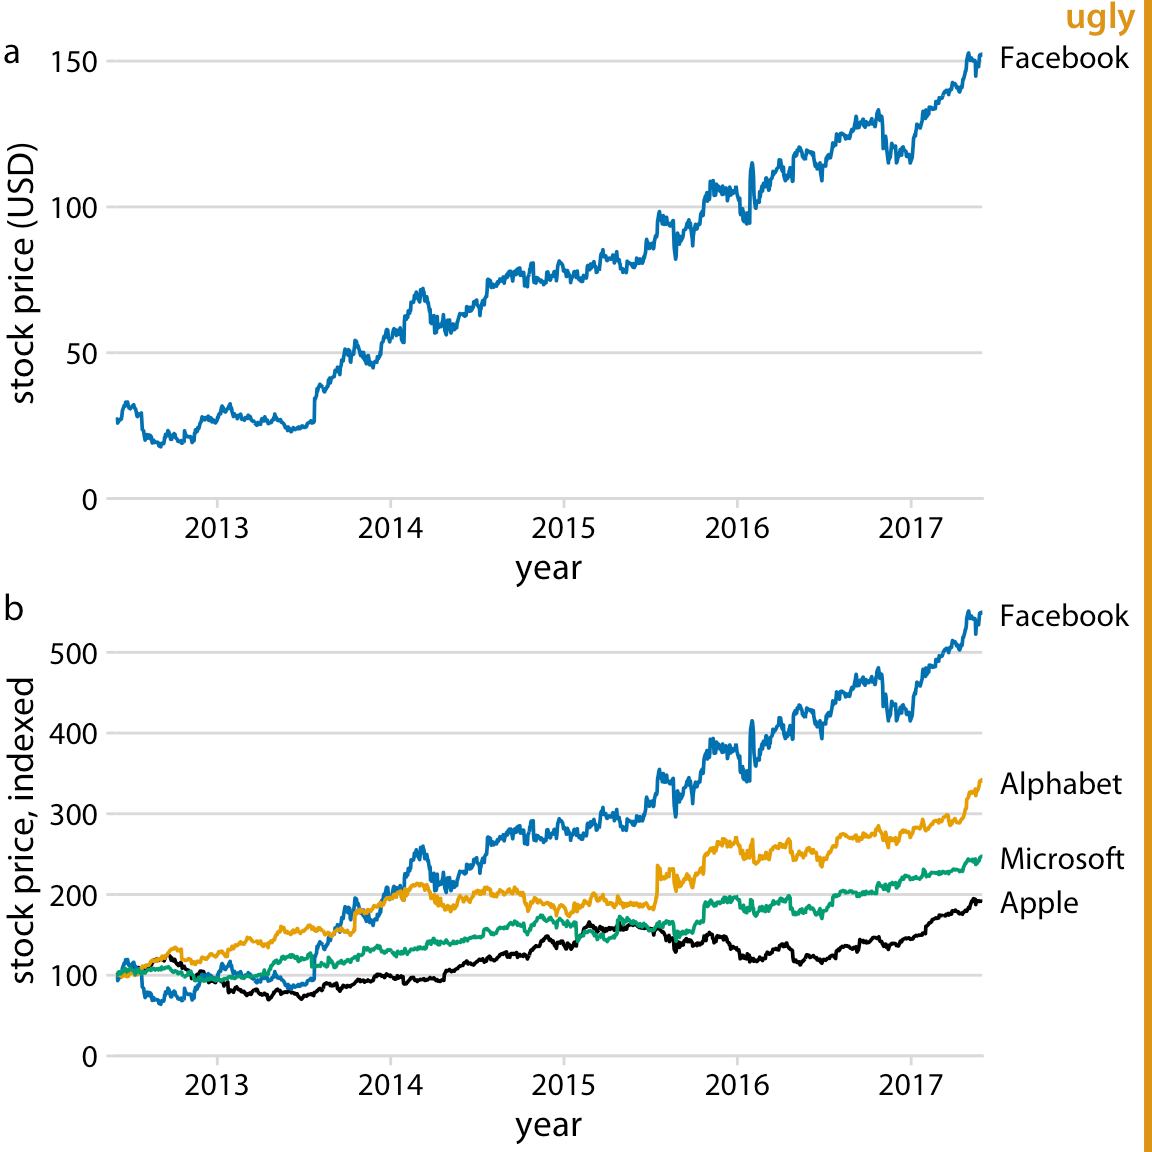 ugly
a
Facebook
150
100
50
0
stock price (USD)
2013 2014 2015 2016 2017
year
b
Facebook
500
400
300
200
100
0
stock price, indexed
Alphabet
Microsoft
Apple
2013 2014 2015 2016 2017
year